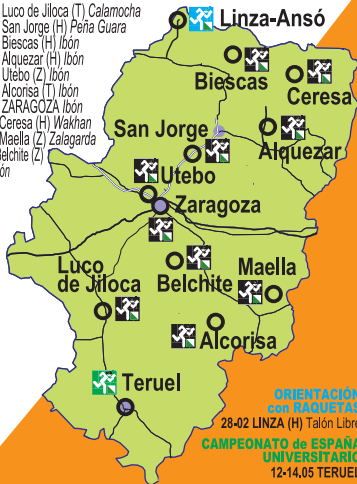 Luco de Jiloca (T) Calamocha
San Jorge (H) Peña Guara
Biescas (H) Ibón
Alquezar (H) Ibón
Utebo (Z) Ibón
Alcorisa (T) Ibón
ZARAGOZA Ibón
Ceresa (H) Wakhan
Maella (Z) Zalagarda
Belchite (Z)
Linza-Ansó
Biescas
Ceresa
San Jorge
Alquezar
Utebo
Zaragoza
Luco
de Jiloca
Belchite
Maella
Alcorisa
Teruel
ORIENTACIÓN
con RAQUETAS
28-02 LINZA (H) Talón Libre
CAMPEONATO de ESPAÑA
UNIVERSITARIO
12-14.05 TERUEL